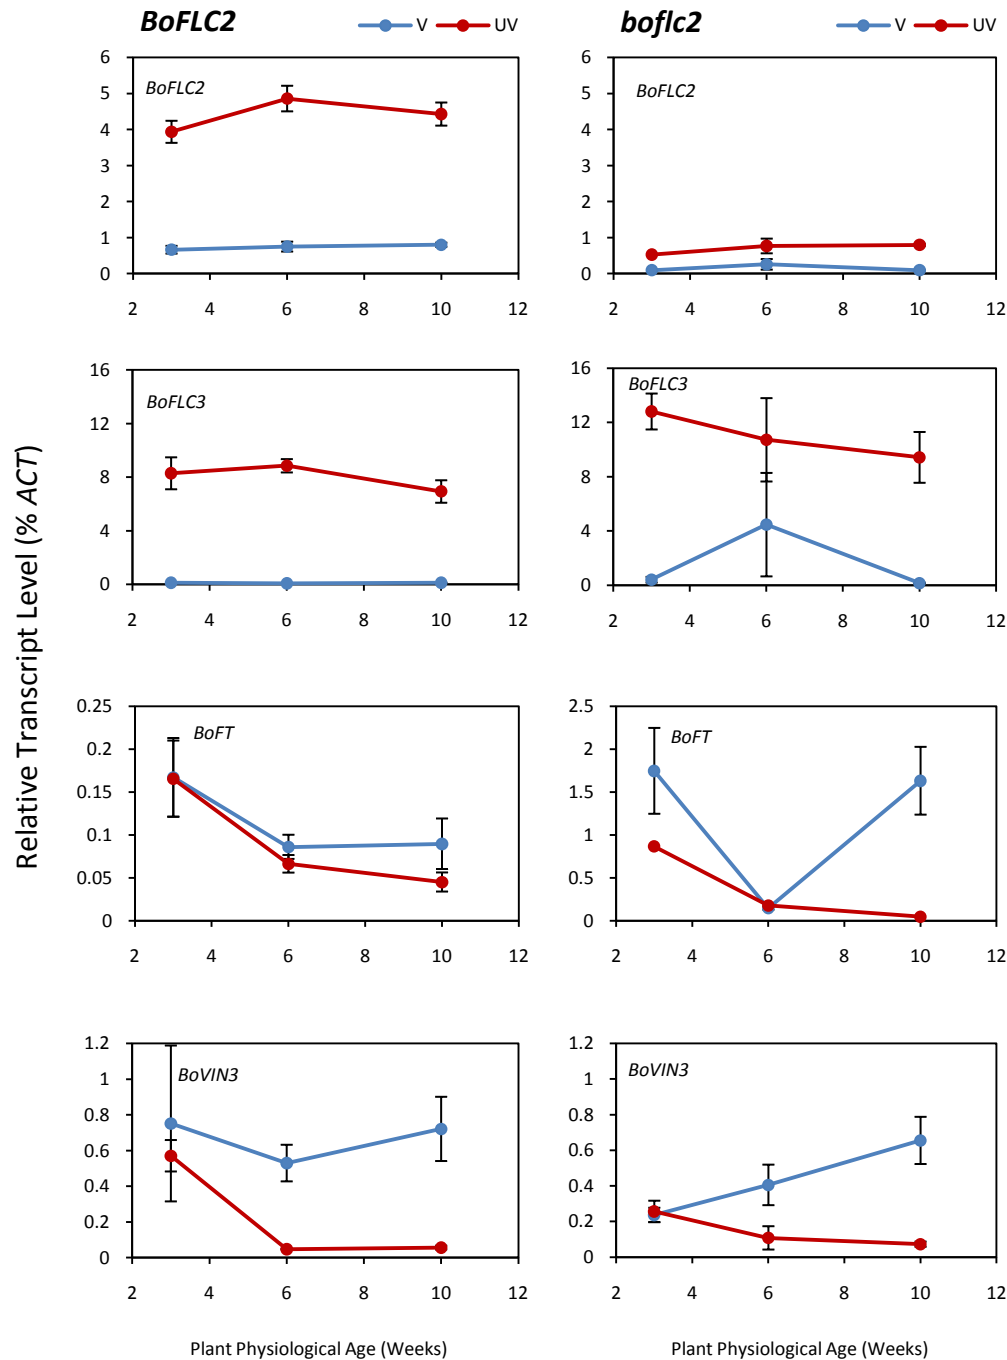 BoFLC2 V UV
boflc2 V UV
Relative Transcript Level (% ACT)
BoFLC2
6
5
4
3
2
1
0
2 4 6 8 10 12
BoFLC2
6
5
4
3
2
1
0
2 4 6 8 10 12
BoFLC3
16
12
8
4
0
2 4 6 8 10 12
BoFLC3
16
12
8
4
0
2 4 6 8 10 12
BoFT
0.25
0.2
0.15
0.1
0.05
0
2 4 6 8 10 12
BoFT
2.5
2
1.5
1
0.5
0
2 4 6 8 10 12
BoVIN3
1.2
1
0.8
0.6
0.4
0.2
0
2 4 6 8 10 12
BoVIN3
1.2
1
0.8
0.6
0.4
0.2
0
2 4 6 8 10 12
Plant Physiological Age (Weeks)
Plant Physiological Age (Weeks)